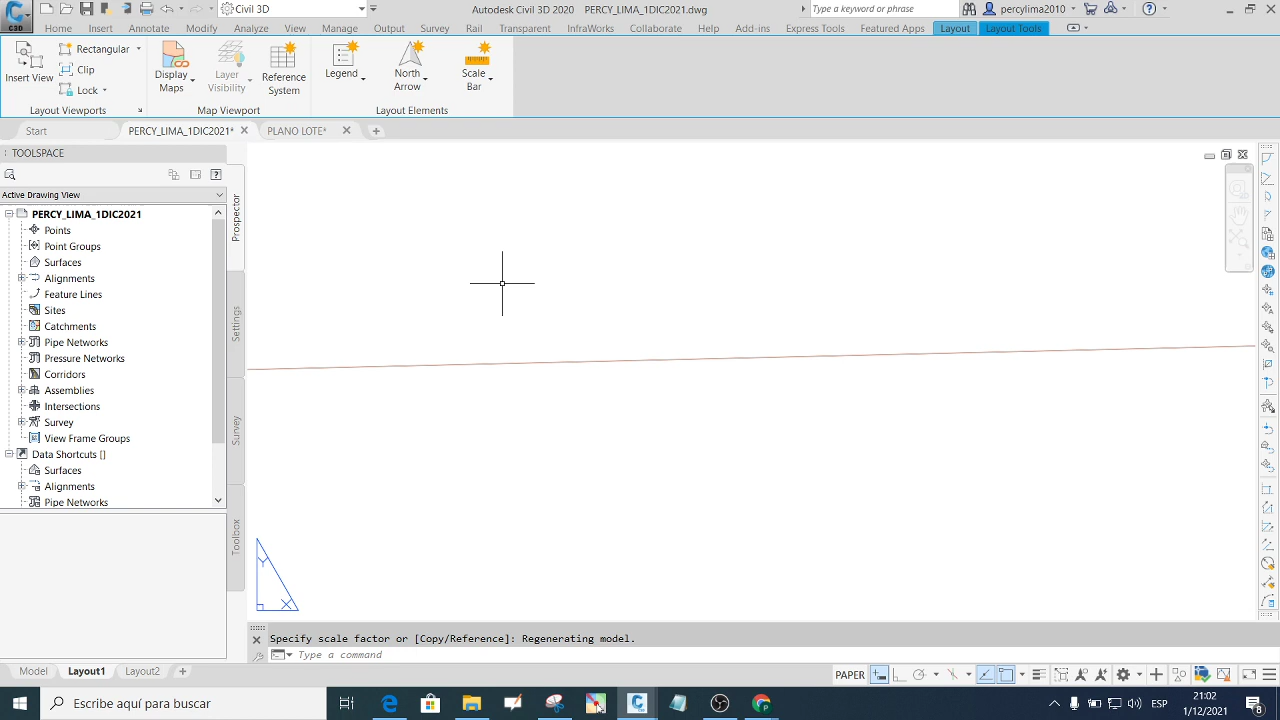 C3D
Civil 3D
Autodesk Civil 3D 2020 PERCY_LIMA_1DIC2021.dwg
Type a keyword or phrase
percylima2010
Home Insert Annotate Modify Analyze View Manage Output Survey Rail Transparent InfraWorks Collaborate Help Add-ins Express Tools Featured Apps Layout Layout Tools
Insert View
Rectangular
Clip
Lock
Display Maps
Layer Visibility
Reference System
Legend
North Arrow
Scale Bar
Layout Viewports
Map Viewport
Layout Elements
Start
PERCY_LIMA_1DIC2021*
PLANO LOTE*
TOOLSPACE
Active Drawing View
PERCY_LIMA_1DIC2021
Points
Point Groups
Surfaces
Alignments
Feature Lines
Sites
Catchments
Pipe Networks
Pressure Networks
Corridors
Assemblies
Intersections
Survey
View Frame Groups
Data Shortcuts []
Surfaces
Alignments
Pipe Networks
Prospector
Settings
Survey
Toolbox
Y
X
Specify scale factor or [Copy/Reference]: Regenerating model.
Type a command
Model Layout1 Layout2
PAPER
Escribe aquí para buscar
ESP
21:02
1/12/2021
8